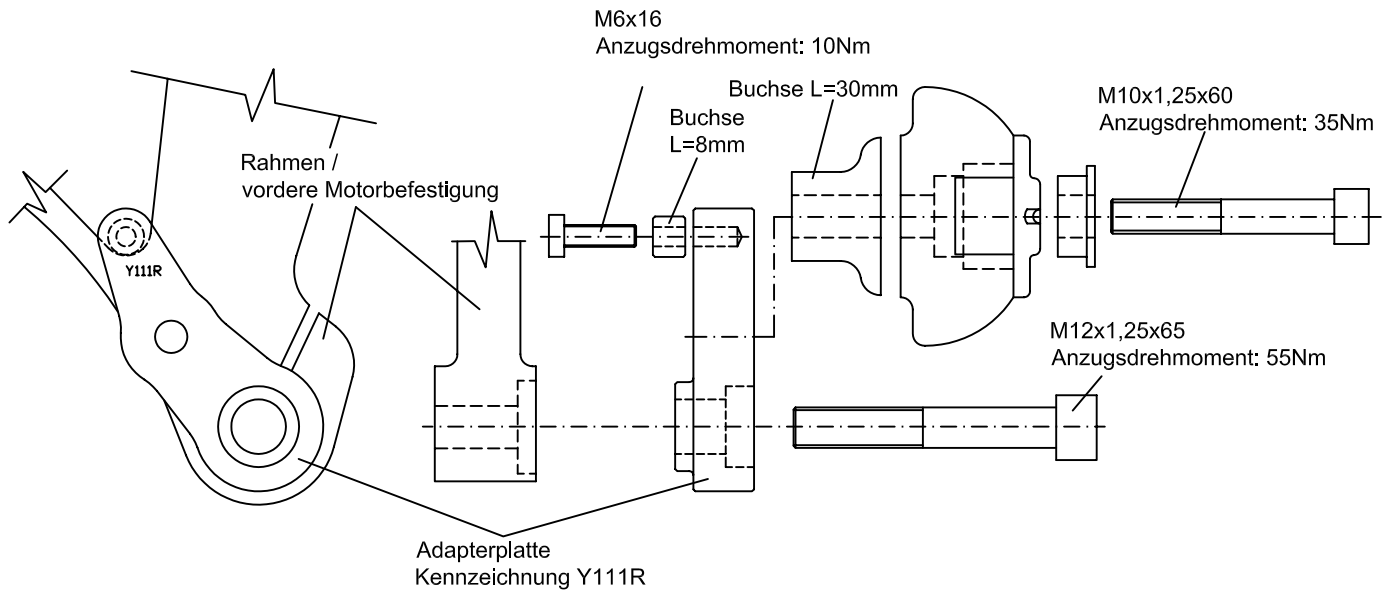 M6x16
Anzugsdrehmoment: 10Nm
Buchse L=30mm
Buchse
L=8mm
M10x1,25x60
Anzugsdrehmoment: 35Nm
Rahmen /
vordere Motorbefestigung
Y111R
M12x1,25x65
Anzugsdrehmoment: 55Nm
Adapterplatte
Kennzeichnung Y111R